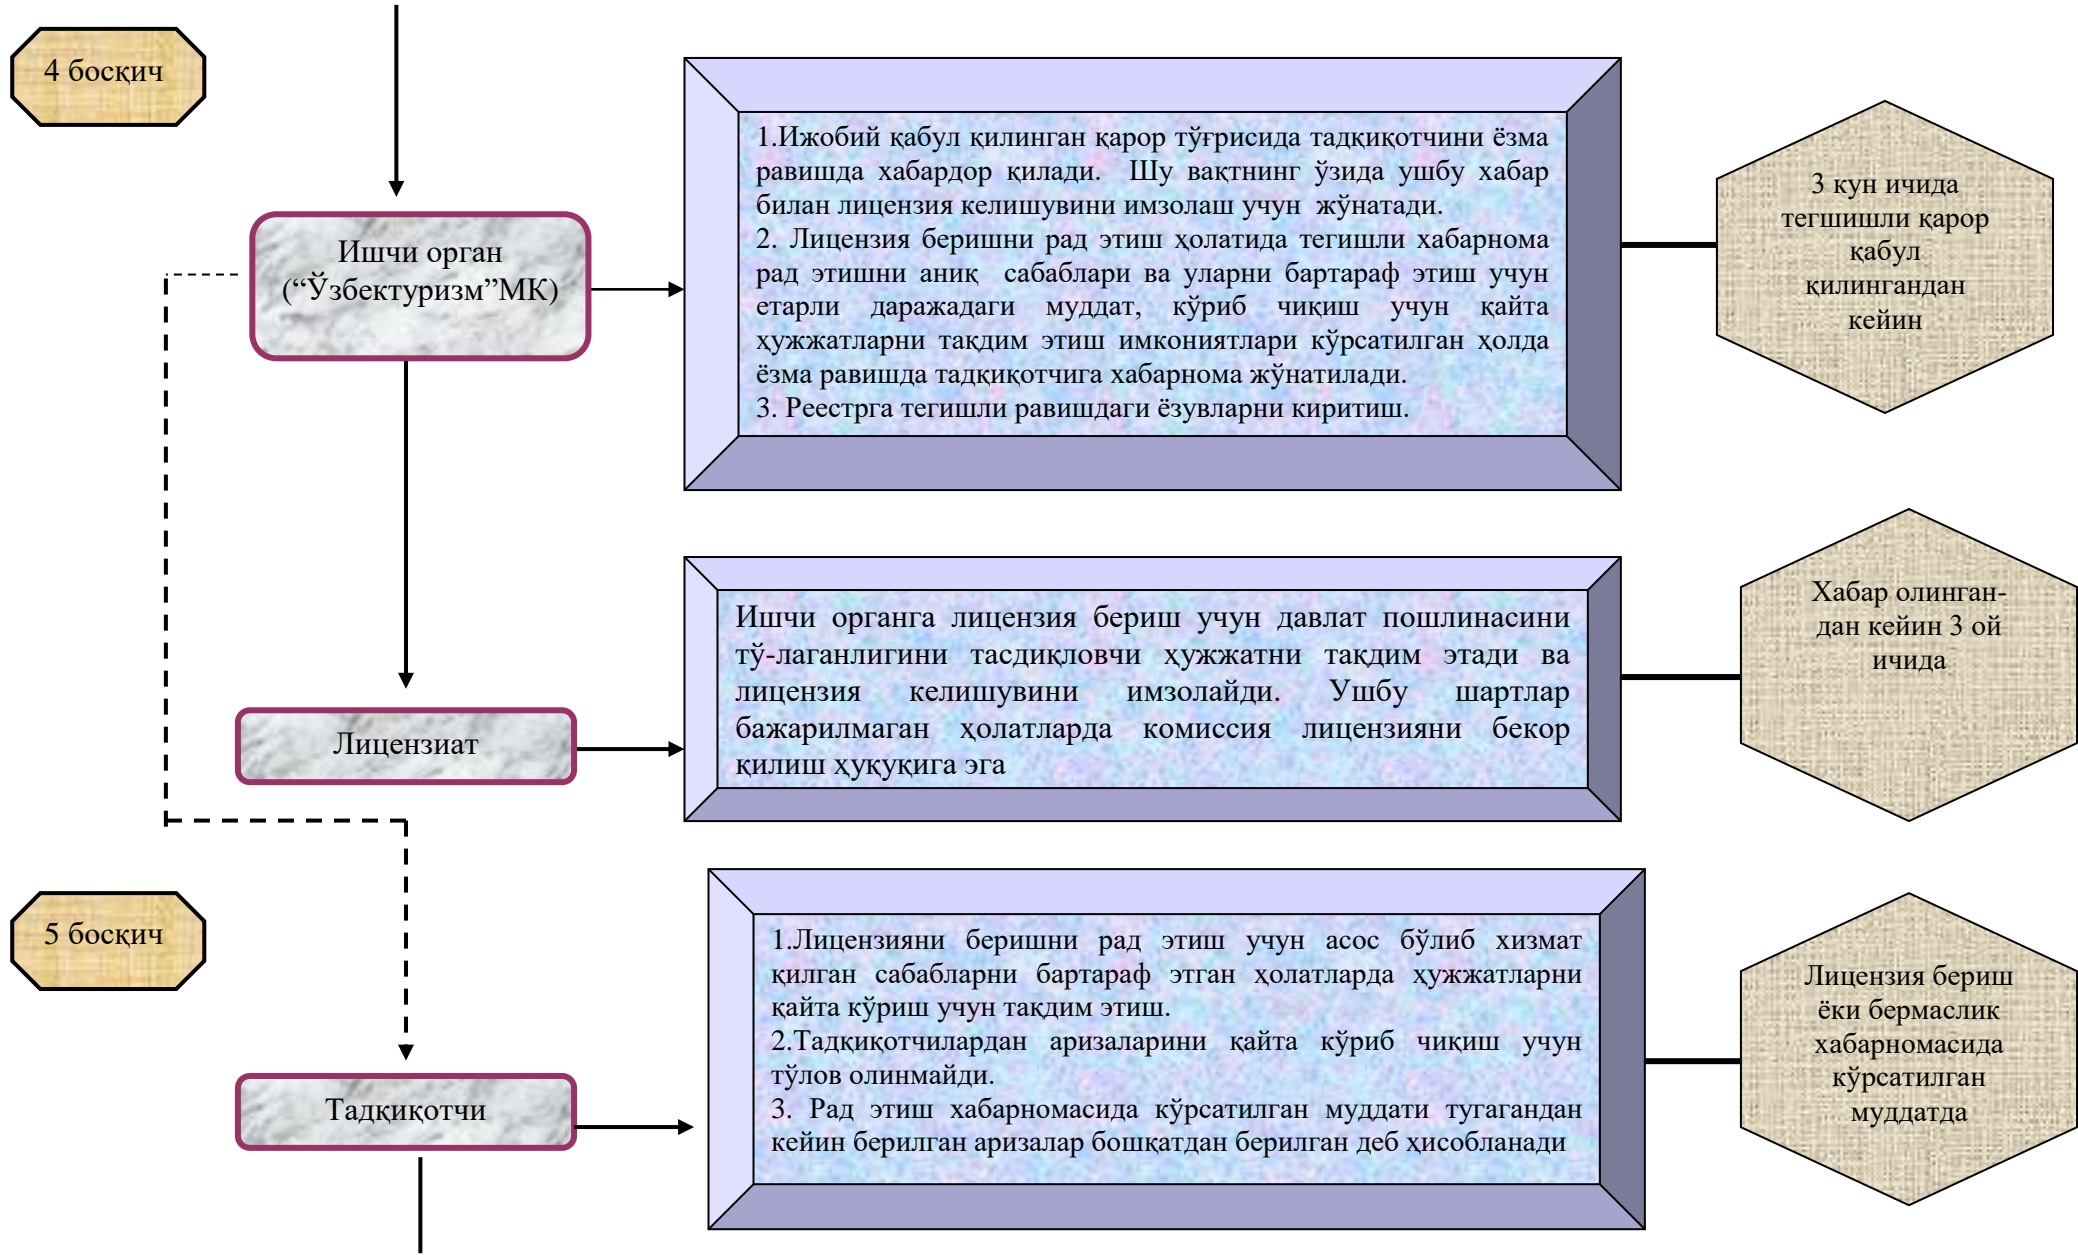 4 босқич
1.Ижобий қабул қилинган қарор тўғрисида тадқиқотчини ёзма
равишда хабардор қилади. Шу вақтнинг ўзида ушбу хабар
билан лицензия келишувини имзолаш учун жўнатади.
2. Лицензия беришни рад этиш ҳолатида тегишли хабарнома
рад этишни аниқ сабаблари ва уларни бартараф этиш учун
етарли даражадаги муддат, кўриб чиқиш учун қайта
ҳужжатларни тақдим этиш имкониятлари кўрсатилган ҳолда
ёзма равишда тадқиқотчига хабарнома жўнатилади.
3. Реестрга тегишли равишдаги ёзувларни киритиш.
3 кун ичида
тегшишли қарор
қабул
қилингандан
кейин
Ишчи орган
(“Ўзбектуризм”МК)
Ишчи органга лицензия бериш учун давлат пошлинасини
тў-лаганлигини тасдиқловчи ҳужжатни тақдим этади ва
лицензия келишувини имзолайди. Ушбу шартлар
бажарилмаган ҳолатларда комиссия лицензияни бекор
қилиш ҳуқуқига эга
Хабар олинган-
дан кейин 3 ой
ичида
Лицензиат
5 босқич
1.Лицензияни беришни рад этиш учун асос бўлиб хизмат
қилган сабабларни бартараф этган ҳолатларда ҳужжатларни
қайта кўриш учун тақдим этиш.
2.Тадқиқотчилардан аризаларини қайта кўриб чиқиш учун
тўлов олинмайди.
3. Рад этиш хабарномасида кўрсатилган муддати тугагандан
кейин берилган аризалар бошқатдан берилган деб ҳисобланади
Лицензия бериш
ёки бермаслик
хабарномасида
кўрсатилган
муддатда
Тадқиқотчи